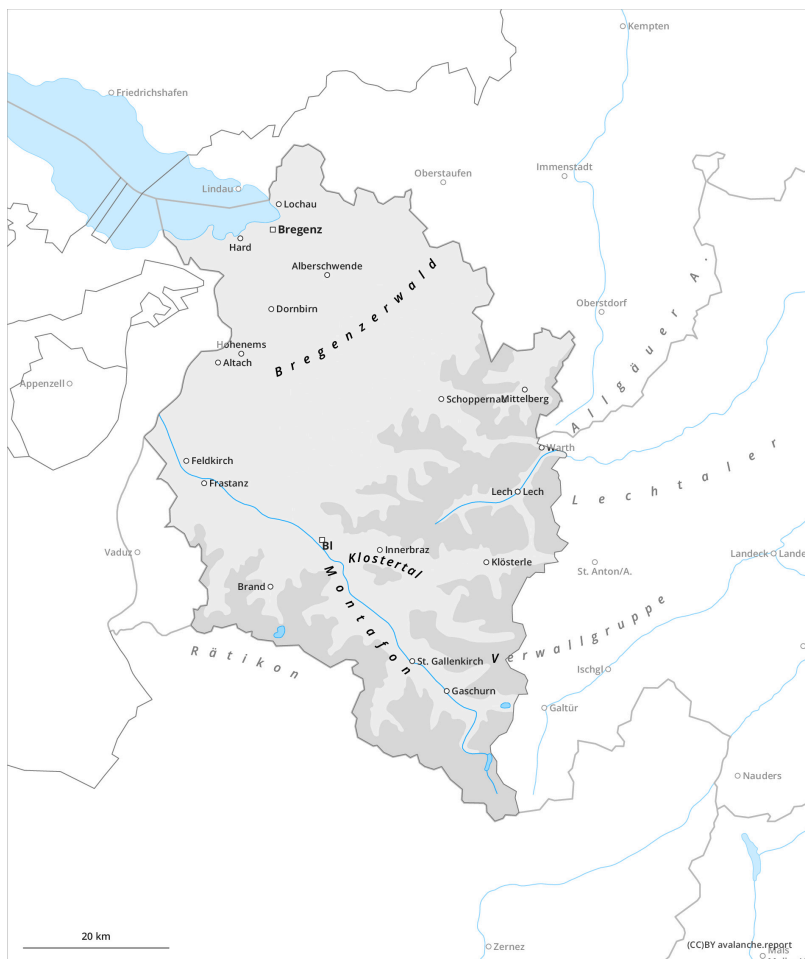 Kempten
Friedrichshafen
Oberstaufen
Immenstadt
Lindau
Lochau
Bregenz
Hard
Alberschwende
Bregenzerwald
Allgäuer A.
Dornbirn
Oberstdorf
Hohenems
Altach
Appenzell
Schoppernau
Mittelberg
Warth
Feldkirch
Frastanz
Lech
Lech
Lechtaler
Vaduz
Bl
Klostertal
Innerbraz
Klösterle
St. Anton/A.
Landeck
Lande
Brand
Montafon
Rätikon
St. Gallenkirch
Verwallgruppe
Ischgl
Gaschurn
Galtür
Nauders
20 km
Zernez
(CC)BY avalanche.report
Mals